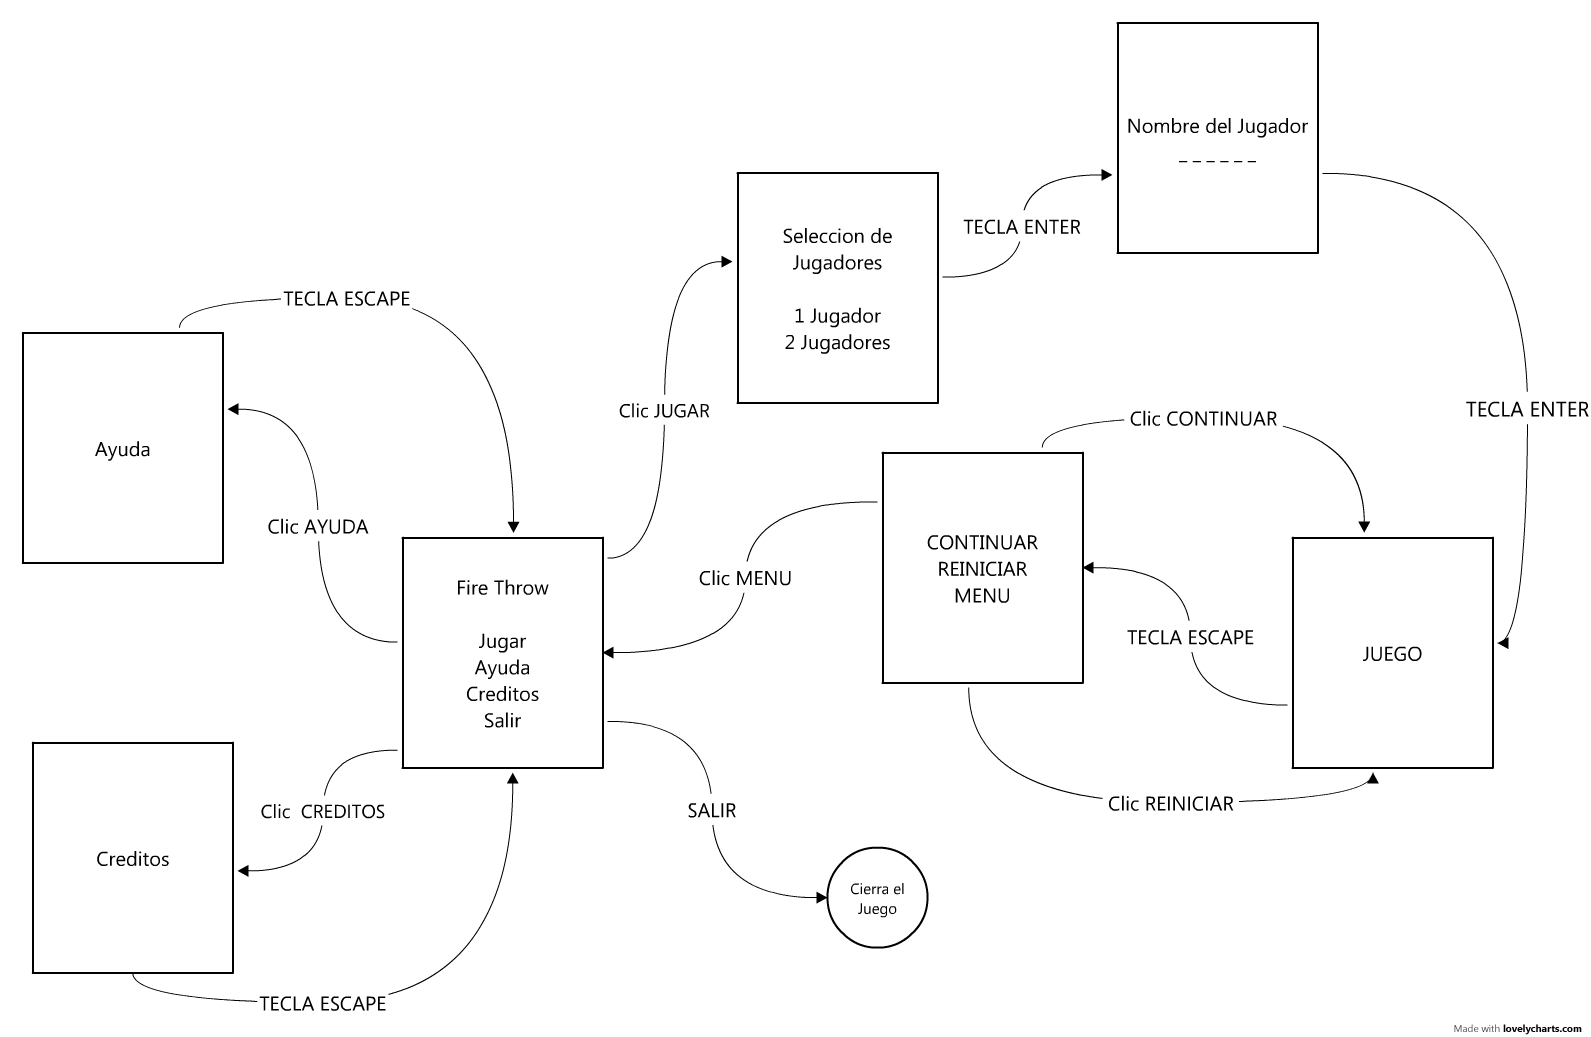 Nombre del Jugador
_ _ _ _ _ _
Seleccion de
Jugadores
1 Jugador
2 Jugadores
TECLA ENTER
TECLA ESCAPE
Clic JUGAR
TECLA ENTER
Clic CONTINUAR
Ayuda
Clic AYUDA
CONTINUAR
REINICIAR
MENU
Clic MENU
Fire Throw
Jugar
Ayuda
Creditos
Salir
TECLA ESCAPE
JUEGO
Clic CREDITOS
SALIR
Clic REINICIAR
Creditos
Cierra el
Juego
TECLA ESCAPE
Made with lovelycharts.com